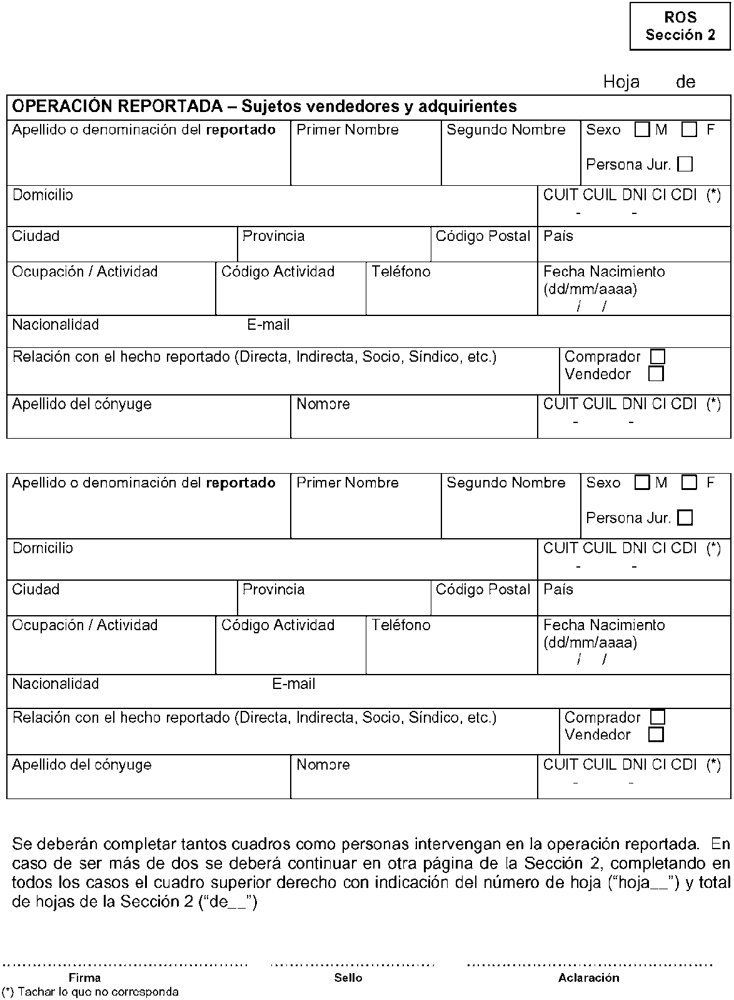 ROS
Sección 2
Hoja de
OPERACIÓN REPORTADA – Sujetos vendedores y adquirientes
Apellido o denominación del reportado Primer Nombre Segundo Nombre Sexo M F
Persona Jur.
Domicilio CUIT CUIL DNI CI CDI (*)
- -
Ciudad Provincia Código Postal País
Ocupación / Actividad Código Actividad Teléfono Fecha Nacimiento
(dd/mm/aaaa)
/ /
Nacionalidad E-mail
Relación con el hecho reportado (Directa, Indirecta, Socio, Síndico, etc.) Comprador
Vendedor
Apellido del cónyuge Nombre CUIT CUIL DNI CI CDI (*)
- -
Apellido o denominación del reportado Primer Nombre Segundo Nombre Sexo M F
Persona Jur.
Domicilio CUIT CUIL DNI CI CDI (*)
- -
Ciudad Provincia Código Postal País
Ocupación / Actividad Código Actividad Teléfono Fecha Nacimiento
(dd/mm/aaaa)
/ /
Nacionalidad E-mail
Relación con el hecho reportado (Directa, Indirecta, Socio, Síndico, etc.) Comprador
Vendedor
Apellido del cónyuge Nombre CUIT CUIL DNI CI CDI (*)
- -
Se deberán completar tantos cuadros como personas intervengan en la operación reportada. En
caso de ser más de dos se deberá continuar en otra página de la Sección 2, completando en
todos los casos el cuadro superior derecho con indicación del número de hoja (“hoja__”) y total
de hojas de la Sección 2 (“de__”)
Firma Sello Aclaración
(*) Tachar lo que no corresponda